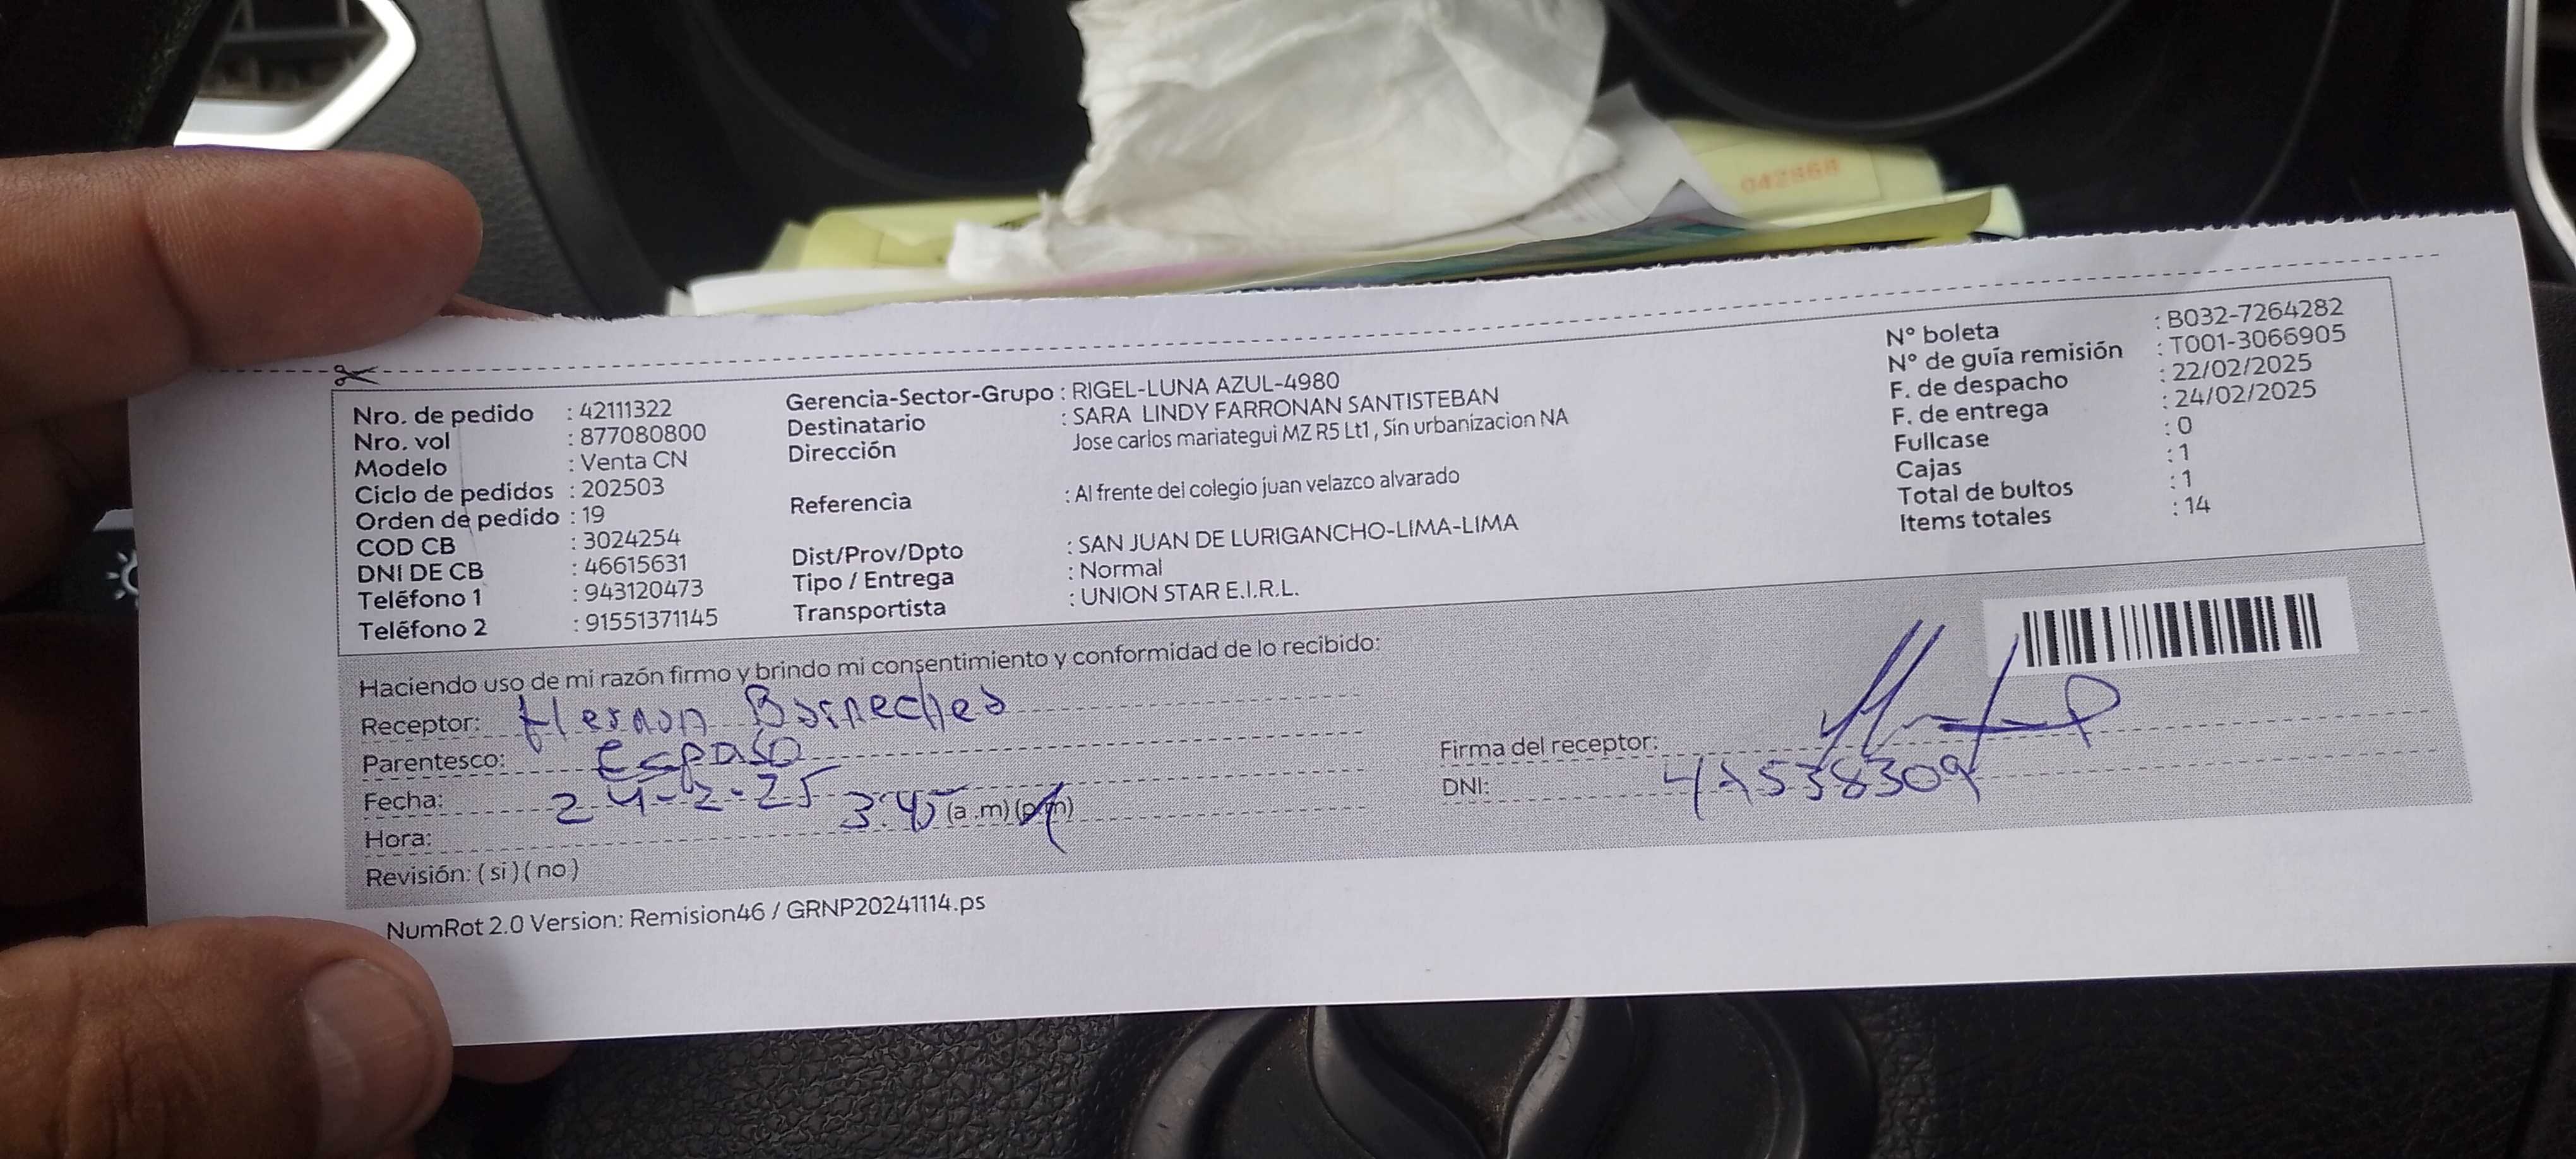 042868
Nro. de pedido : 42111322
Nro. vol : 877080800
Modelo : Venta CN
Ciclo de pedidos : 202503
Orden de pedido : 19
COD CB : 3024254
DNI DE CB : 46615631
Teléfono 1 : 943120473
Teléfono 2 : 91551371145
Gerencia-Sector-Grupo : RIGEL-LUNA AZUL-4980
Destinatario : SARA LINDY FARRONAN SANTISTEBAN
Dirección Jose carlos mariategui MZ R5 Lt1 , Sin urbanizacion NA
Referencia : Al frente del colegio juan velazco alvarado
Dist/Prov/Dpto : SAN JUAN DE LURIGANCHO-LIMA-LIMA
Tipo / Entrega : Normal
Transportista : UNION STAR E.I.R.L.
N° boleta : B032-7264282
N° de guía remisión : T001-3066905
F. de despacho : 22/02/2025
F. de entrega : 24/02/2025
Fullcase : 0
Cajas : 1
Total de bultos : 1
Items totales : 14
Haciendo uso de mi razón firmo y brindo mi consentimiento y conformidad de lo recibido:
Receptor: Hernan
Parentesco: Esposo
Fecha: 24-2-25
Hora: 3:45 (a .m) (p.m)
Revisión: ( si ) ( no )
Firma del receptor:
DNI:
NumRot 2.0 Version: Remision46 / GRNP20241114.ps